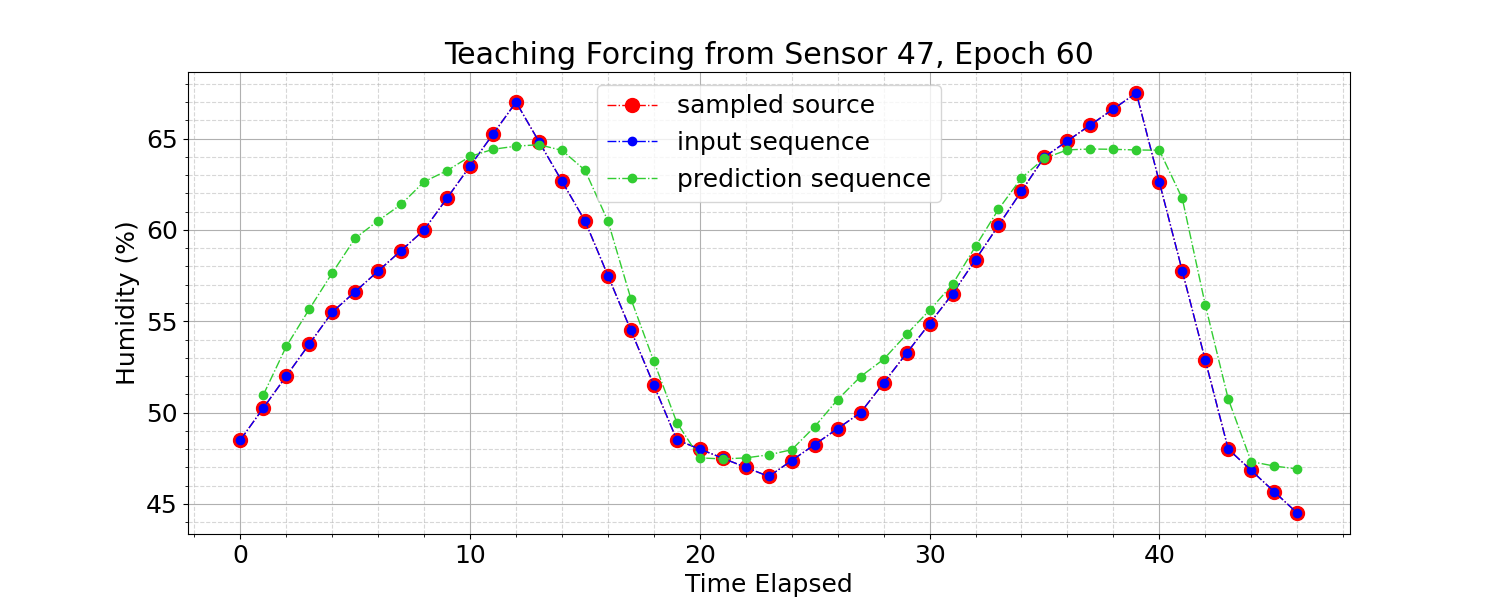 Teaching Forcing from Sensor 47, Epoch 60
sampled source
input sequence
prediction sequence
Humidity (%)
65
60
55
50
45
0 10 20 30 40
Time Elapsed